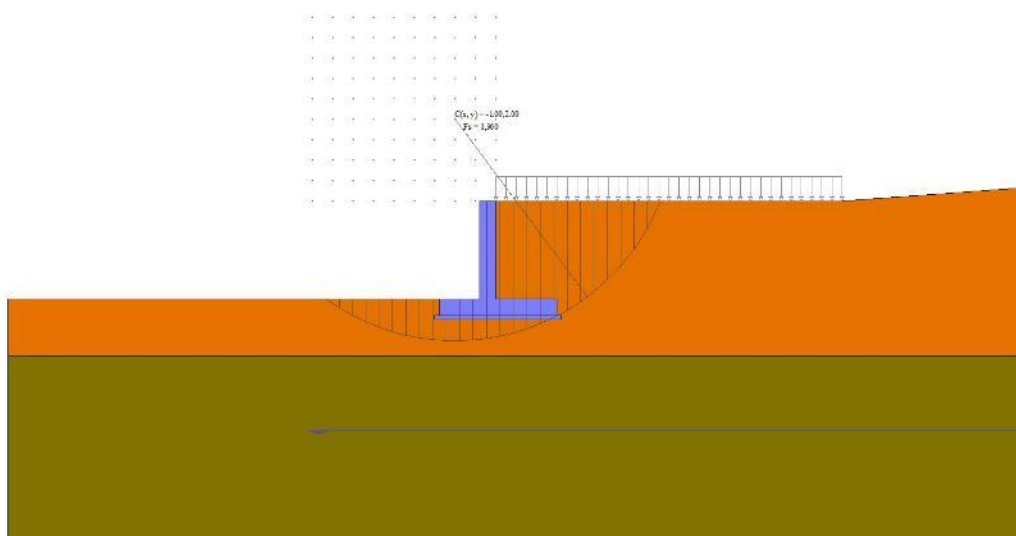 C(x, y) = -1.00,2.00
Fs = 1,360